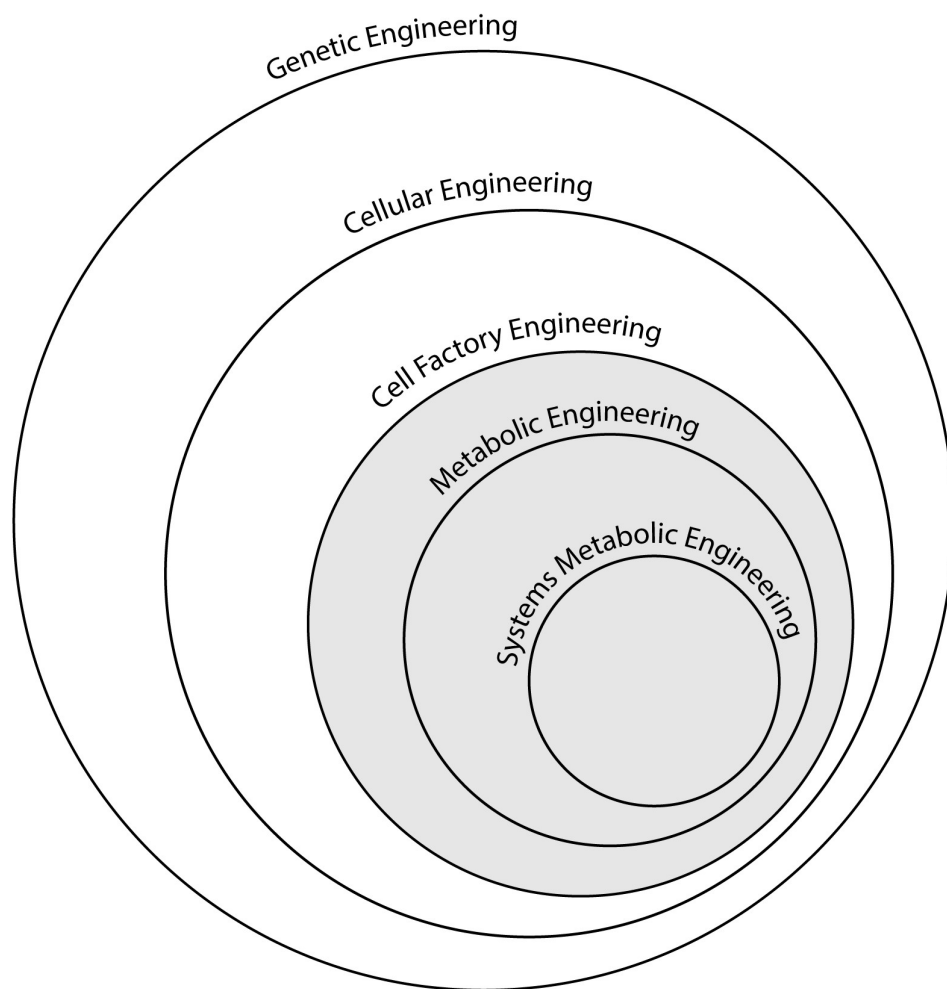 Genetic Engineering
Cellular Engineering
Cell Factory Engineering
Metabolic Engineering
Systems Metabolic Engineering